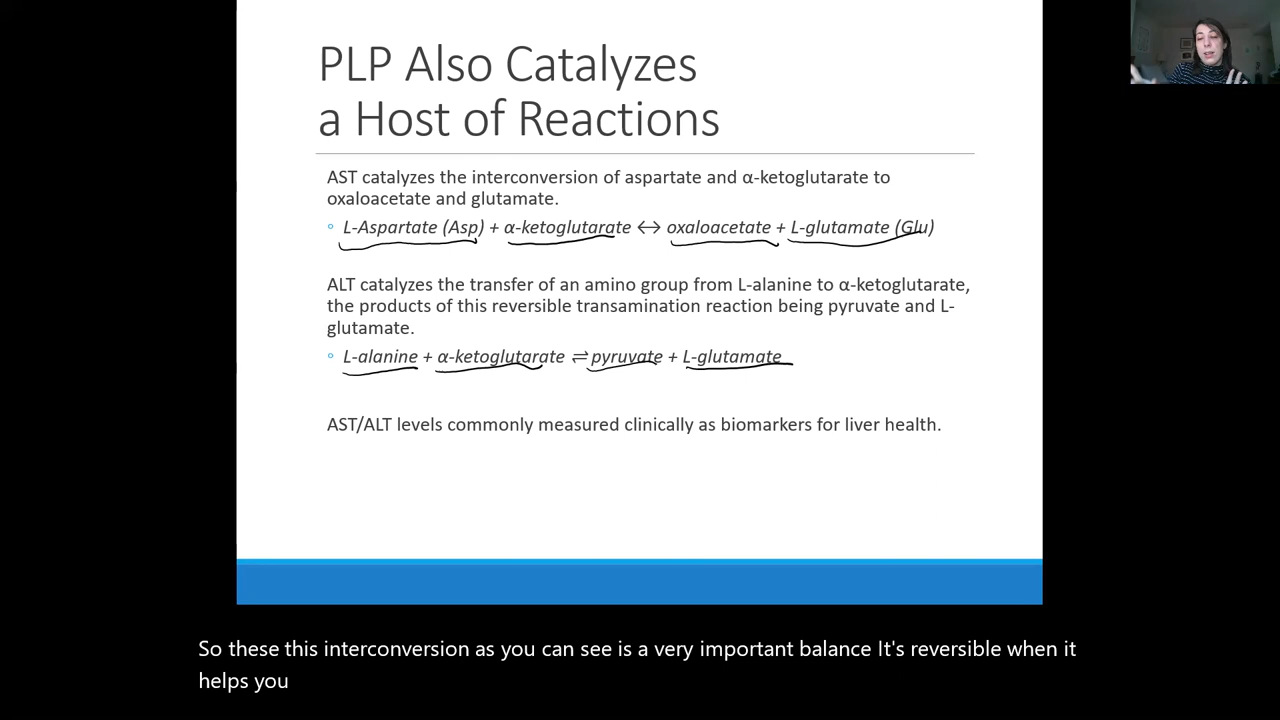 PLP Also Catalyzes
a Host of Reactions
AST catalyzes the interconversion of aspartate and α-ketoglutarate to
oxaloacetate and glutamate.
◦ L-Aspartate (Asp) + α-ketoglutarate ↔ oxaloacetate + L-glutamate (Glu)
ALT catalyzes the transfer of an amino group from L-alanine to α-ketoglutarate,
the products of this reversible transamination reaction being pyruvate and L-
glutamate.
◦ L-alanine + α-ketoglutarate ⇌ pyruvate + L-glutamate
AST/ALT levels commonly measured clinically as biomarkers for liver health.
So these this interconversion as you can see is a very important balance It's reversible when it
helps you